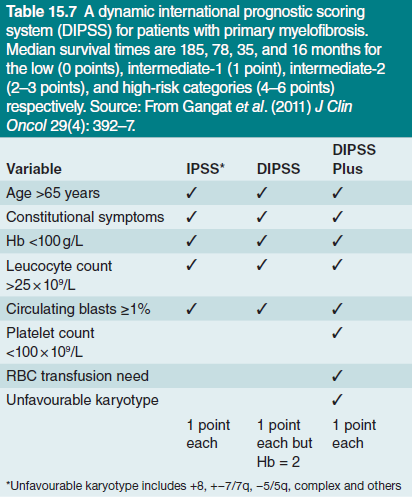 Table 15.7 A dynamic international prognostic scoring
system (DIPSS) for patients with primary myelofibrosis.
Median survival times are 185, 78, 35, and 16 months for
the low (0 points), intermediate-1 (1 point), intermediate-2
(2–3 points), and high-risk categories (4–6 points)
respectively. Source: From Gangat et al. (2011) J Clin
Oncol 29(4): 392–7.
Variable IPSS* DIPSS DIPSS Plus
Age >65 years ✓ ✓ ✓
Constitutional symptoms ✓ ✓ ✓
Hb <100 g/L ✓ ✓ ✓
Leucocyte count ✓ ✓ ✓
>25 × 10⁹/L
Circulating blasts ≥1% ✓ ✓ ✓
Platelet count ✓
<100 × 10⁹/L
RBC transfusion need ✓
Unfavourable karyotype ✓
1 point 1 point 1 point
each each but each
Hb = 2
*Unfavourable karyotype includes +8, +−7/7q, −5/5q, complex and others